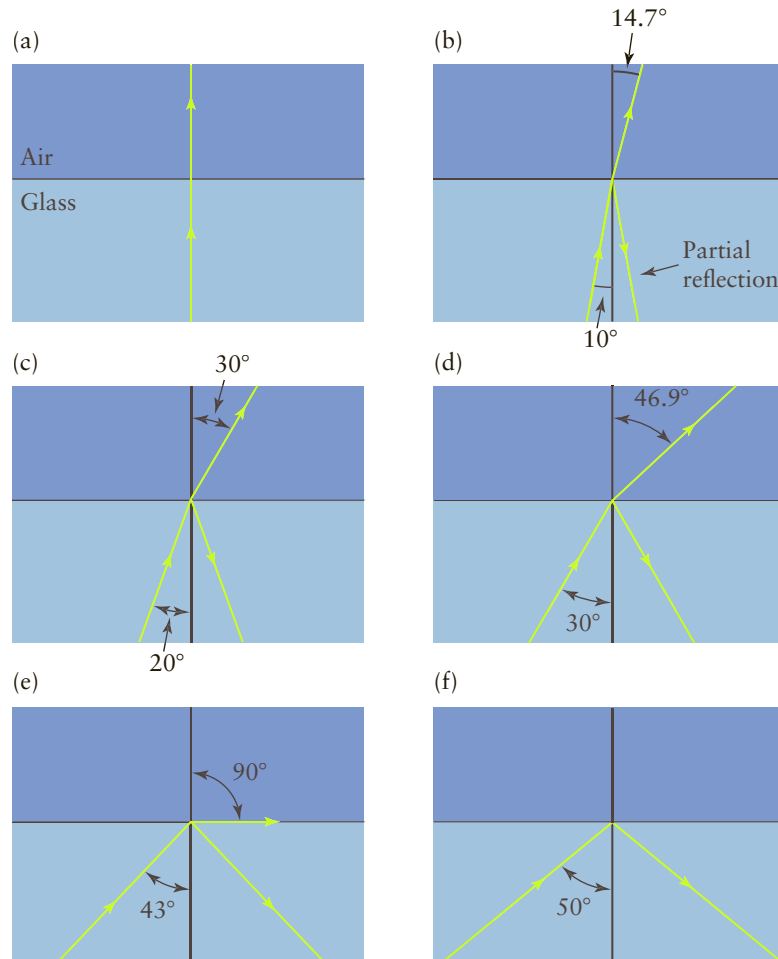 (a)
Air
Glass
(b)
14.7°
Partial
reflection
10°
(c)
30°
20°
(d)
46.9°
30°
(e)
90°
43°
(f)
50°